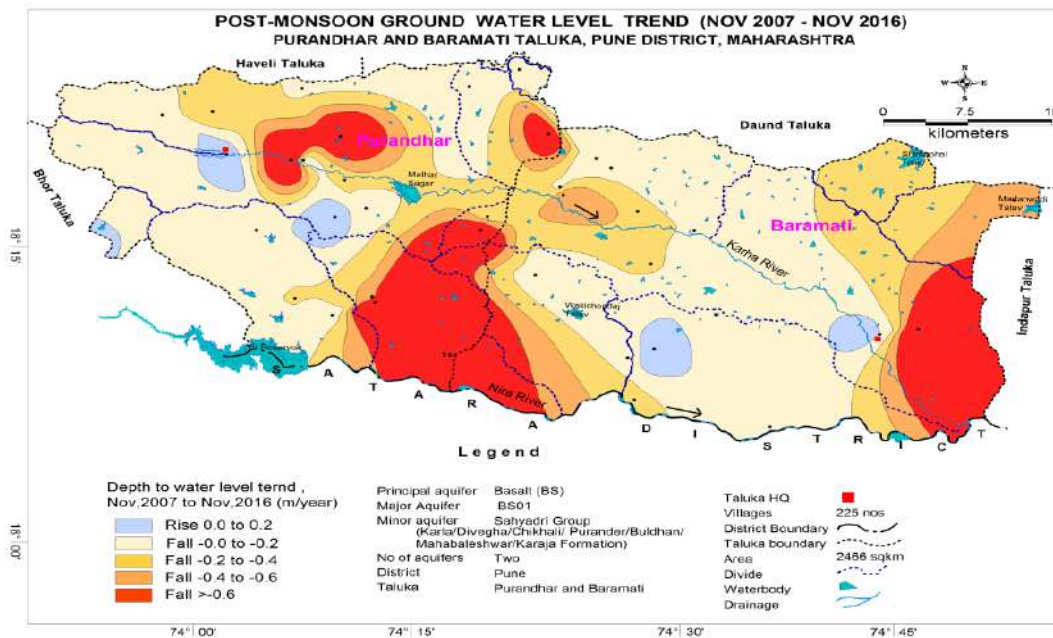 POST-MONSOON GROUND WATER LEVEL TREND (NOV 2007 - NOV 2016)
PURANDHAR AND BARAMATI TALUKA, PUNE DISTRICT, MAHARASHTRA
Haveli Taluka
N
W E
S
0 7.5 15
kilometers
Daund Taluka
Purandhar
Bhor Taluka
Malhar
Sagar
Baramati
Karha River
Indapur Taluka
18°15'
Nira River
S A T A R A D I S T R I C T
Legend
Depth to water level ternd ,
Nov,2007 to Nov,2016 (m/year)
Rise 0.0 to 0.2
Fall -0.0 to -0.2
Fall -0.2 to -0.4
Fall -0.4 to -0.6
Fall >-0.6
Principal aquifer Basalt (BS)
Major Aquifer BS01
Minor aquifer Sahyadri Group
(Karla/Divegha/Chikhali/ Purander/Buldhan/
Mahabaleshwar/Karaja Formation)
No of aquifers Two
District Pune
Taluka Purandhar and Baramati
Taluka HQ
Villages 225 nos
District Boundary
Taluka boundary
Area 2466 sqkm
Divide
Waterbody
Drainage
18°00'
74° 00' 74° 15' 74° 30' 74° 45'